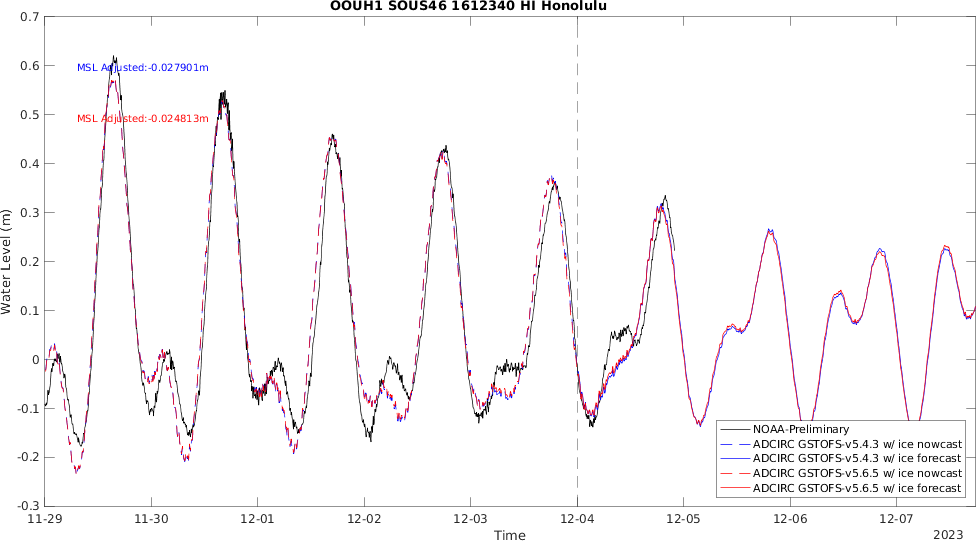 OOUH1 SOUS46 1612340 HI Honolulu
0.7
0.6
0.5
0.4
0.3
0.2
0.1
0
-0.1
-0.2
-0.3
Water Level (m)
MSL Adjusted:-0.027901m
MSL Adjusted:-0.024813m
NOAA-Preliminary
ADCIRC GSTOFS-v5.4.3 w/ ice nowcast
ADCIRC GSTOFS-v5.4.3 w/ ice forecast
ADCIRC GSTOFS-v5.6.5 w/ ice nowcast
ADCIRC GSTOFS-v5.6.5 w/ ice forecast
11-29 11-30 12-01 12-02 12-03 12-04 12-05 12-06 12-07
Time
2023